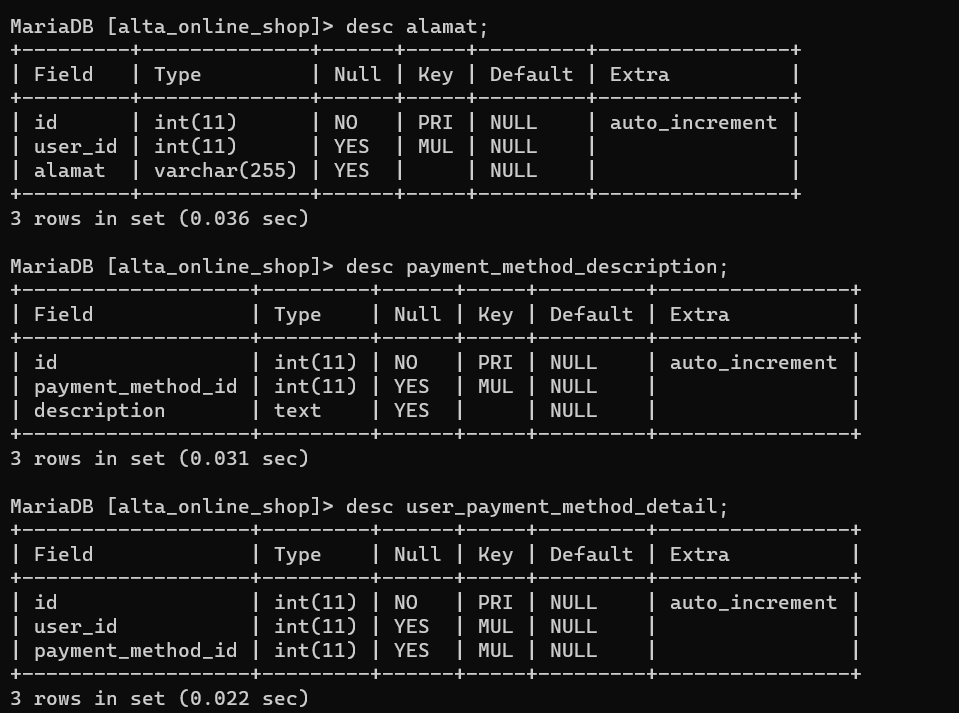 MariaDB [alta_online_shop]> desc alamat;
+---------+--------------+------+-----+---------+----------------+
| Field   | Type         | Null | Key | Default | Extra          |
+---------+--------------+------+-----+---------+----------------+
| id      | int(11)      | NO   | PRI | NULL    | auto_increment |
| user_id | int(11)      | YES  | MUL | NULL    |                |
| alamat  | varchar(255) | YES  |     | NULL    |                |
+---------+--------------+------+-----+---------+----------------+
3 rows in set (0.036 sec)

MariaDB [alta_online_shop]> desc payment_method_description;
+-------------------+---------+------+-----+---------+----------------+
| Field             | Type    | Null | Key | Default | Extra          |
+-------------------+---------+------+-----+---------+----------------+
| id                | int(11) | NO   | PRI | NULL    | auto_increment |
| payment_method_id | int(11) | YES  | MUL | NULL    |                |
| description       | text    | YES  |     | NULL    |                |
+-------------------+---------+------+-----+---------+----------------+
3 rows in set (0.031 sec)

MariaDB [alta_online_shop]> desc user_payment_method_detail;
+-------------------+---------+------+-----+---------+----------------+
| Field             | Type    | Null | Key | Default | Extra          |
+-------------------+---------+------+-----+---------+----------------+
| id                | int(11) | NO   | PRI | NULL    | auto_increment |
| user_id           | int(11) | YES  | MUL | NULL    |                |
| payment_method_id | int(11) | YES  | MUL | NULL    |                |
+-------------------+---------+------+-----+---------+----------------+
3 rows in set (0.022 sec)